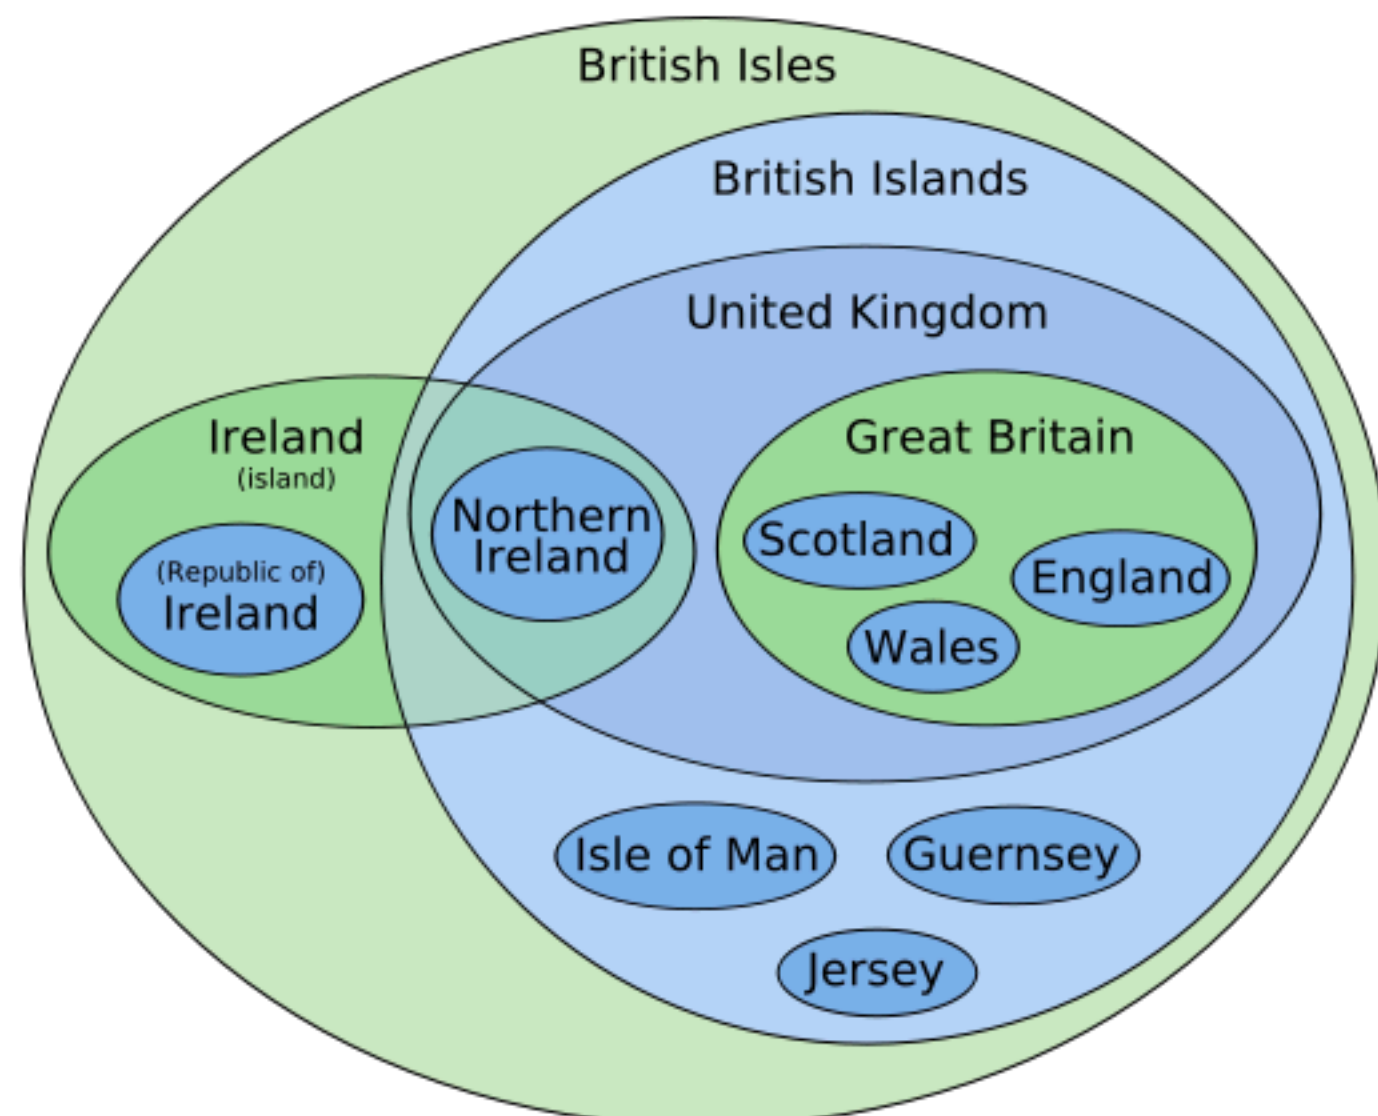 British Isles
British Islands
United Kingdom
Ireland
(island)
Great Britain
Northern
Ireland
Scotland
England
(Republic of)
Ireland
Wales
Isle of Man
Guernsey
Jersey